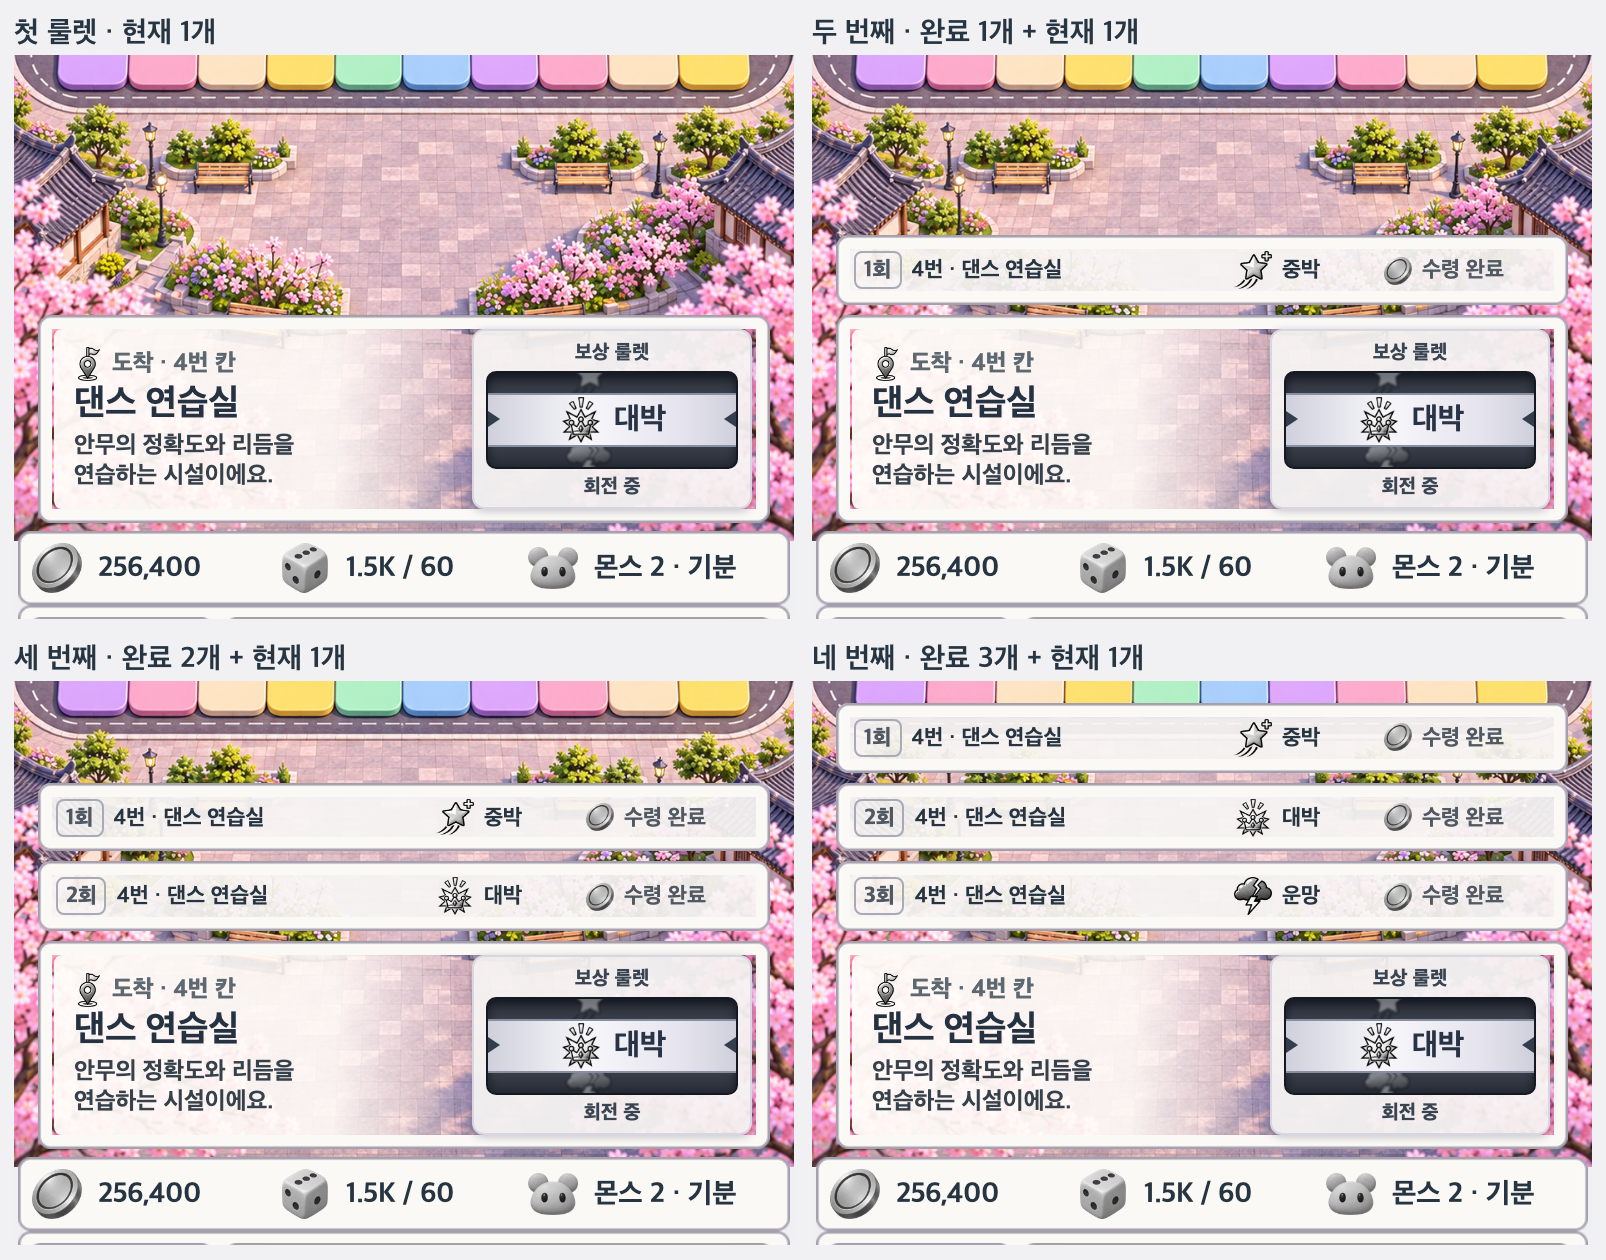 첫 룰렛 · 현재 1개
도착 · 4번 칸
댄스 연습실
안무의 정확도와 리듬을
연습하는 시설이에요.
보상 룰렛
대박
회전 중
256,400
1.5K / 60
몬스 2 · 기분
두 번째 · 완료 1개 + 현재 1개
1회 4번 · 댄스 연습실 중박 수령 완료
도착 · 4번 칸
댄스 연습실
안무의 정확도와 리듬을
연습하는 시설이에요.
보상 룰렛
대박
회전 중
256,400
1.5K / 60
몬스 2 · 기분
세 번째 · 완료 2개 + 현재 1개
1회 4번 · 댄스 연습실 중박 수령 완료
2회 4번 · 댄스 연습실 대박 수령 완료
도착 · 4번 칸
댄스 연습실
안무의 정확도와 리듬을
연습하는 시설이에요.
보상 룰렛
대박
회전 중
256,400
1.5K / 60
몬스 2 · 기분
네 번째 · 완료 3개 + 현재 1개
1회 4번 · 댄스 연습실 중박 수령 완료
2회 4번 · 댄스 연습실 대박 수령 완료
3회 4번 · 댄스 연습실 운망 수령 완료
도착 · 4번 칸
댄스 연습실
안무의 정확도와 리듬을
연습하는 시설이에요.
보상 룰렛
대박
회전 중
256,400
1.5K / 60
몬스 2 · 기분